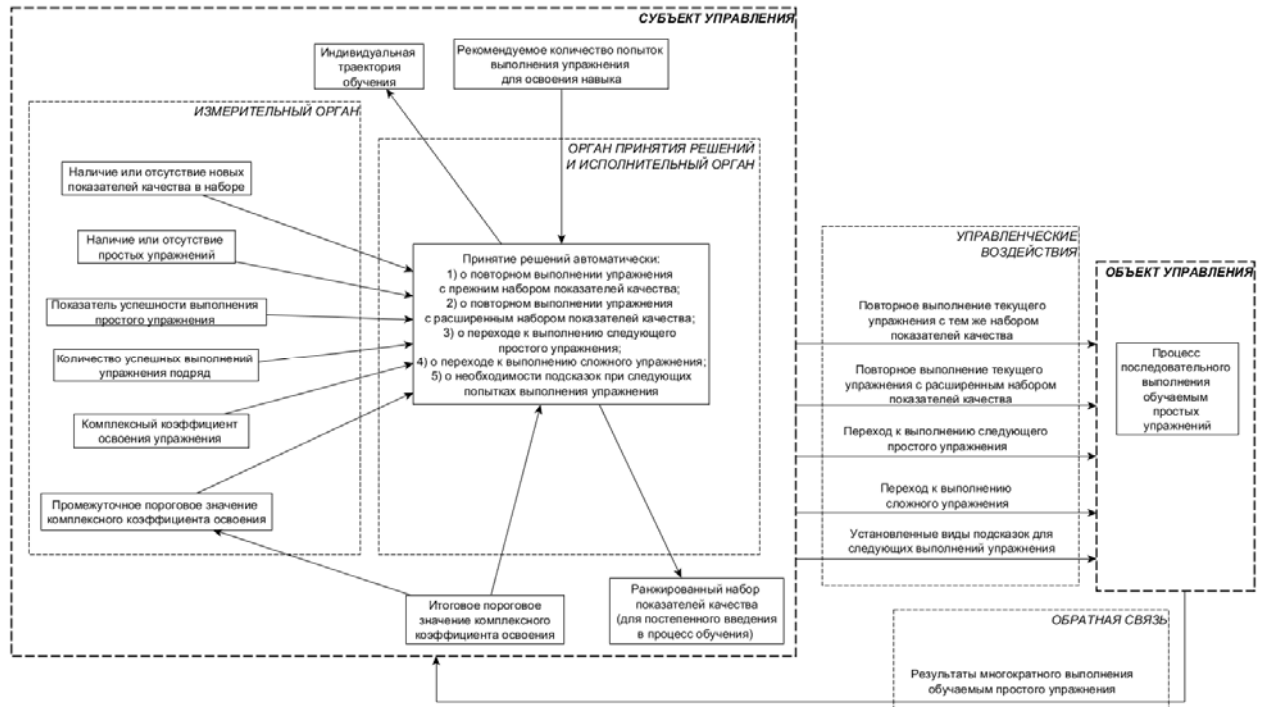 СУБЪЕКТ УПРАВЛЕНИЯ
Индивидуальная
траектория
обучения
Рекомендуемое количество попыток
выполнения упражнения
для освоения навыка
ИЗМЕРИТЕЛЬНЫЙ ОРГАН
ОРГАН ПРИНЯТИЯ РЕШЕНИЙ
И ИСПОЛНИТЕЛЬНЫЙ ОРГАН
Наличие или отсутствие новых
показателей качества в наборе
Наличие или отсутствие
простых упражнений
Показатель успешности выполнения
простого упражнения
Количество успешных выполнений
упражнения подряд
Комплексный коэффициент
освоения упражнения
Промежуточное пороговое значение
комплексного коэффициента освоения
Принятие решений автоматически:
1) о повторном выполнении упражнения
с прежним набором показателей качества;
2) о повторном выполнении упражнения
с расширенным набором показателей качества;
3) о переходе к выполнению следующего
простого упражнения;
4) о переходе к выполнению сложного упражнения;
5) о необходимости подсказок при следующих
попытках выполнения упражнения
Итоговое пороговое
значение комплексного
коэффициента освоения
Ранжированный набор
показателей качества
(для постепенного введения
в процесс обучения)
УПРАВЛЕНЧЕСКИЕ
ВОЗДЕЙСТВИЯ
Повторное выполнение текущего
упражнения с тем же набором
показателей качества
Повторное выполнение текущего
упражнения с расширенным набором
показателей качества
Переход к выполнению следующего
простого упражнения
Переход к выполнению
сложного упражнения
Установленные виды подсказок для
следующих выполнений упражнения
ОБЪЕКТ УПРАВЛЕНИЯ
Процесс
последовательного
выполнения
обучаемым
простых
упражнений
ОБРАТНАЯ СВЯЗЬ
Результаты многократного выполнения
обучаемым простого упражнения